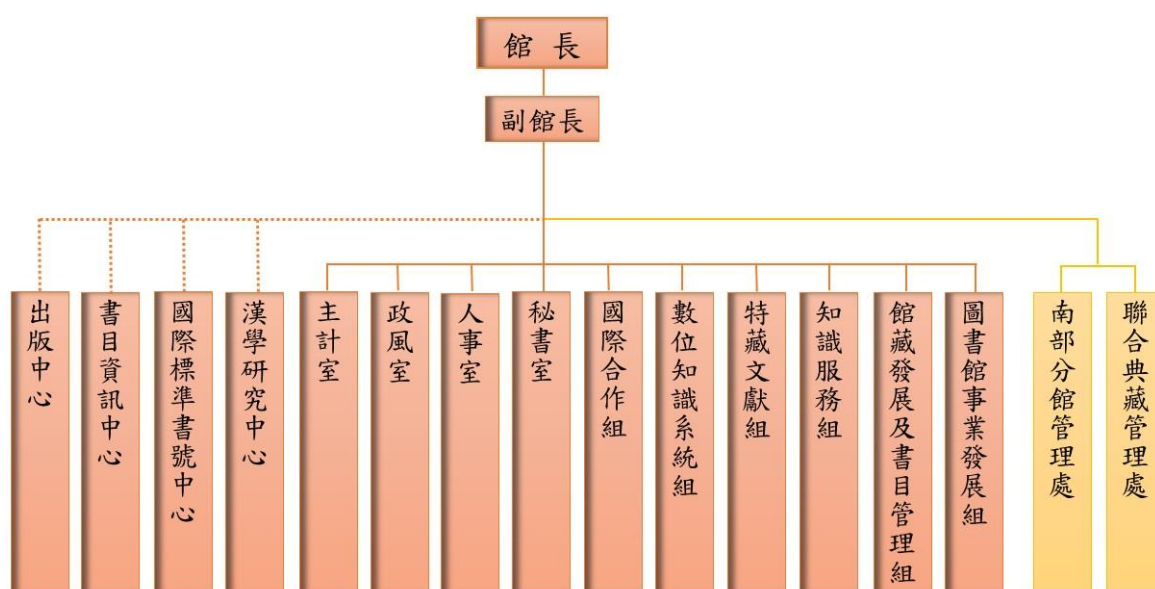 館 長
副館長
出版中心
書目資訊中心
國際標準書號中心
漢學研究中心
主計室
政風室
人事室
秘書室
國際合作組
數位知識系統組
特藏文獻組
知識服務組
館藏發展及書目管理組
圖書館事業發展組
南部分館管理處
聯合典藏管理處